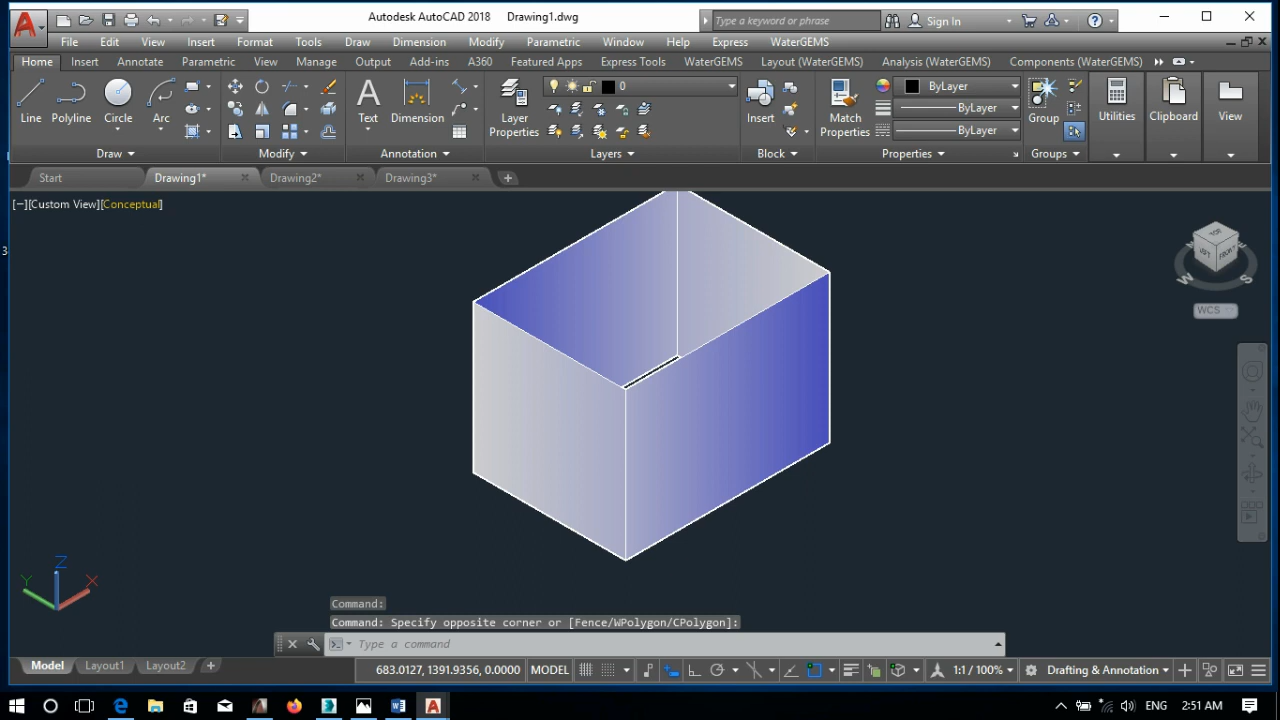 Autodesk AutoCAD 2018 Drawing1.dwg Type a keyword or phrase Sign In
File Edit View Insert Format Tools Draw Dimension Modify Parametric Window Help Express WaterGEMS
Home Insert Annotate Parametric View Manage Output Add-ins A360 Featured Apps Express Tools WaterGEMS Layout (WaterGEMS) Analysis (WaterGEMS) Components (WaterGEMS)
0 ByLayer
ByLayer
ByLayer
Line Polyline Circle Arc Text Dimension Layer Properties Insert Match Properties Group Utilities Clipboard View
Draw Modify Annotation Layers Block Properties Groups
Start Drawing1* Drawing2* Drawing3*
[−][Custom View][Conceptual]
TOP
LEFT FRONT
W S
WCS
3
Z
Y X
Command:
Command: Specify opposite corner or [Fence/WPolygon/CPolygon]:
Type a command
Model Layout1 Layout2 683.0127, 1391.9356, 0.0000 MODEL 1:1 / 100% Drafting & Annotation
ENG 2:51 AM